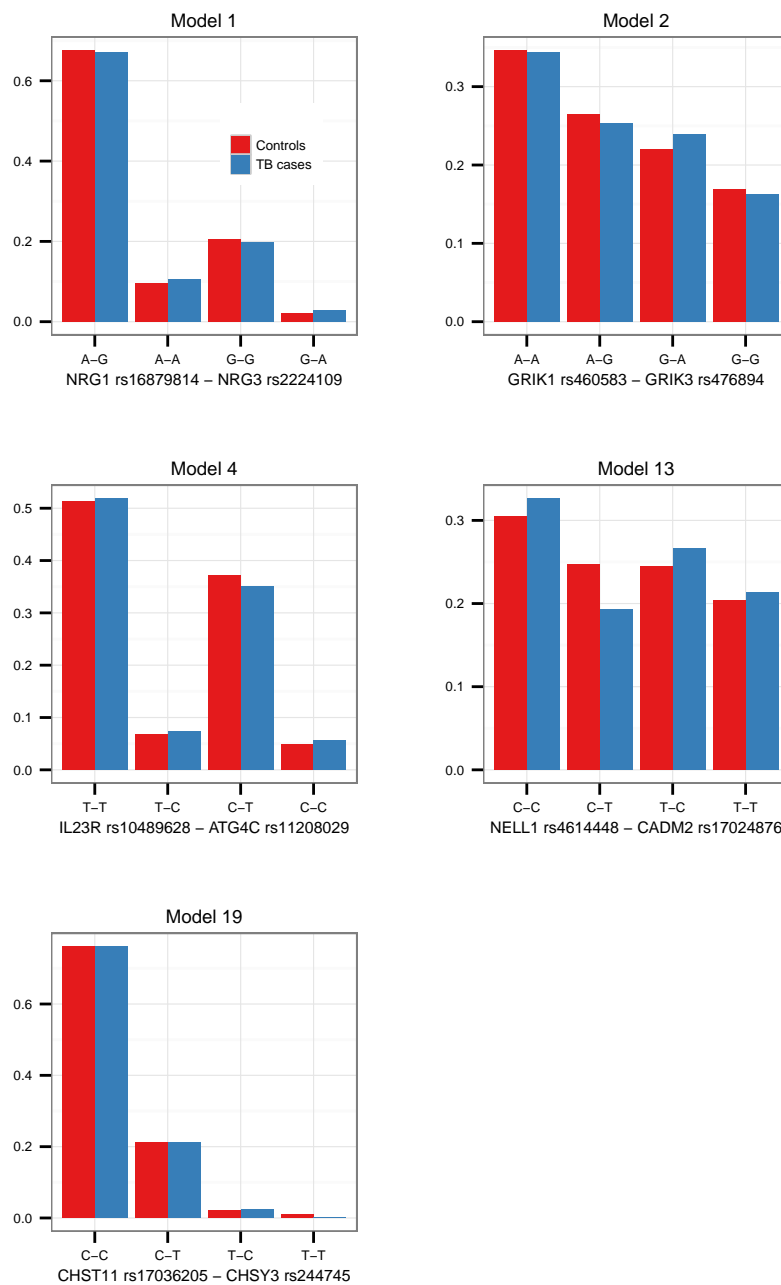 Model 1
0.6
0.4
0.2
0.0
Controls
TB cases
A–G A–A G–G G–A
NRG1 rs16879814 – NRG3 rs2224109
Model 2
0.3
0.2
0.1
0.0
A–A A–G G–A G–G
GRIK1 rs460583 – GRIK3 rs476894
Model 4
0.5
0.4
0.3
0.2
0.1
0.0
T–T T–C C–T C–C
IL23R rs10489628 – ATG4C rs11208029
Model 13
0.3
0.2
0.1
0.0
C–C C–T T–C T–T
NELL1 rs4614448 – CADM2 rs17024876
Model 19
0.6
0.4
0.2
0.0
C–C C–T T–C T–T
CHST11 rs17036205 – CHSY3 rs244745